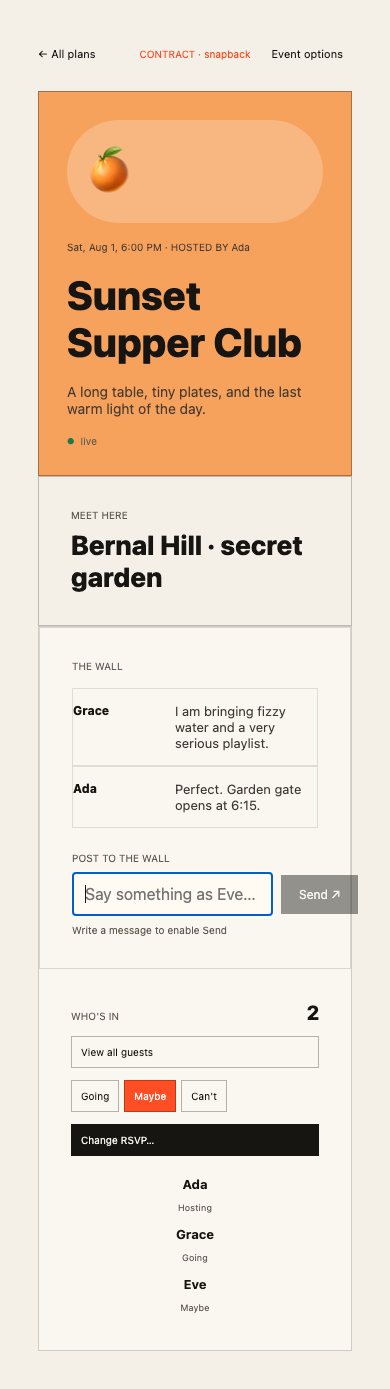 ← All plans
CONTRACT · snapback
Event options
Sat, Aug 1, 6:00 PM · HOSTED BY Ada
Sunset
Supper Club
A long table, tiny plates, and the last
warm light of the day.
live
MEET HERE
Bernal Hill · secret
garden
THE WALL
Grace
I am bringing fizzy
water and a very
serious playlist.
Ada
Perfect. Garden gate
opens at 6:15.
POST TO THE WALL
Say something as Eve...
Send ↗
Write a message to enable Send
WHO'S IN
2
View all guests
Going
Maybe
Can't
Change RSVP...
Ada
Hosting
Grace
Going
Eve
Maybe